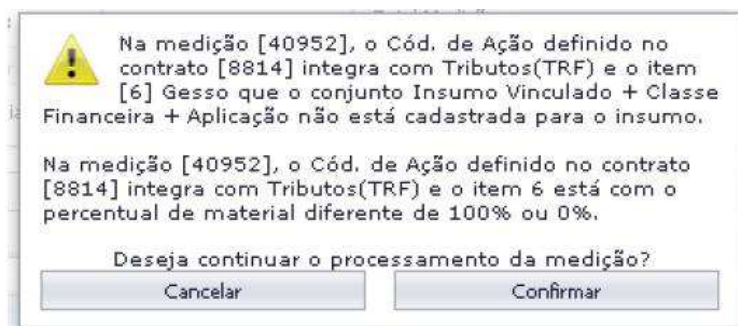 Na medição [40952], o Cód. de Ação definido no
contrato [8814] integra com Tributos(TRF) e o item
[6] Gesso que o conjunto Insumo Vinculado + Classe
Financeira + Aplicação não está cadastrada para o insumo.
Na medição [40952], o Cód. de Ação definido no contrato
[8814] integra com Tributos(TRF) e o item 6 está com o
percentual de material diferente de 100% ou 0%.
Deseja continuar o processamento da medição?
Cancelar
Confirmar